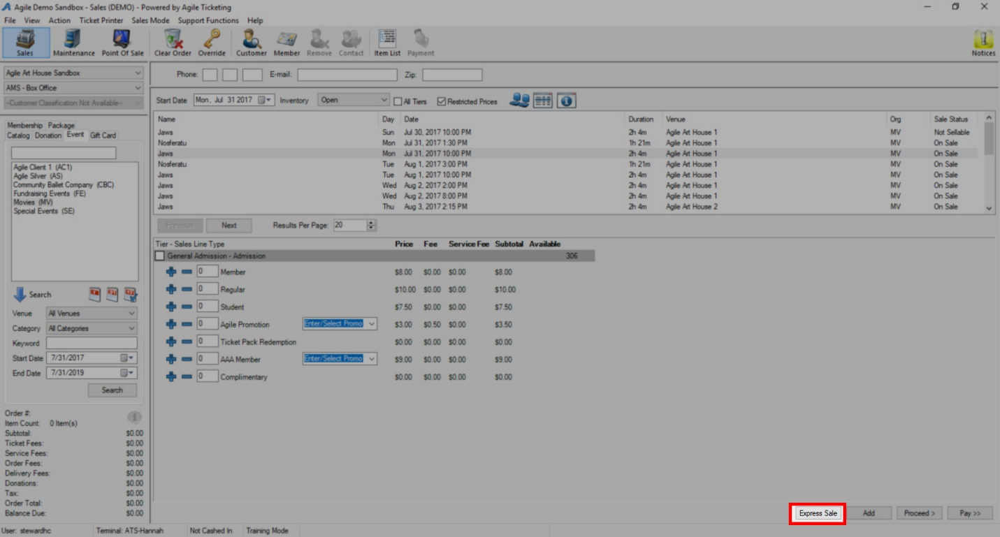 Agile Demo Sandbox - Sales (DEMO) - Powered by Agile Ticketing
File View Action Ticket Printer Sales Mode Support Functions Help
Sales Maintenance Point Of Sale Clear Order Override Customer Member Remove Contact Item List Payment Notices
Agile Art House Sandbox
AMS - Box Office
--Customer Classification Not Available--
Membership Package
Catalog Donation Event Gift Card
Agile Client 1 (AC1)
Agile Silver (AS)
Community Ballet Company (CBC)
Fundraising Events (FE)
Movies (MV)
Special Events (SE)
Search
Venue All Venues
Category All Categories
Keyword
Start Date 7/31/2017
End Date 7/31/2019
Search
Order #:
Item Count: 0 Item(s)
Subtotal: $0.00
Ticket Fees: $0.00
Service Fees: $0.00
Order Fees: $0.00
Delivery Fees: $0.00
Donations: $0.00
Tax: $0.00
Order Total: $0.00
Balance Due: $0.00
Phone: E-mail: Zip:
Start Date Mon, Jul 31 2017 Inventory Open All Tiers Restricted Prices
Name Day Date Duration Venue Org Sale Status
Jaws Sun Jul 30, 2017 10:00 PM 2h 4m Agile Art House 1 MV Not Sellable
Nosferatu Mon Jul 31, 2017 1:30 PM 1h 21m Agile Art House 1 MV On Sale
Jaws Mon Jul 31, 2017 10:00 PM 2h 4m Agile Art House 1 MV On Sale
Nosferatu Tue Aug 1, 2017 3:00 PM 1h 21m Agile Art House 1 MV On Sale
Jaws Tue Aug 1, 2017 10:00 PM 2h 4m Agile Art House 1 MV On Sale
Jaws Wed Aug 2, 2017 2:00 PM 2h 4m Agile Art House 1 MV On Sale
Jaws Wed Aug 2, 2017 8:00 PM 2h 4m Agile Art House 1 MV On Sale
Jaws Thu Aug 3, 2017 2:15 PM 2h 4m Agile Art House 2 MV On Sale
Previous Next Results Per Page: 20
Tier - Sales Line Type Price Fee Service Fee Subtotal Available
General Admission - Admission 306
0 Member $8.00 $0.00 $0.00 $8.00
0 Regular $10.00 $0.00 $0.00 $10.00
0 Student $7.50 $0.00 $0.00 $7.50
0 Agile Promotion Enter/Select Promo $3.00 $0.50 $0.00 $3.50
0 Ticket Pack Redemption $0.00 $0.00 $0.00 $0.00
0 AAA Member Enter/Select Promo $9.00 $0.00 $0.00 $9.00
0 Complimentary $0.00 $0.00 $0.00 $0.00
Express Sale Add Proceed > Pay >>
User: stewardhc Terminal: ATS-Hannah Not Cashed In Training Mode